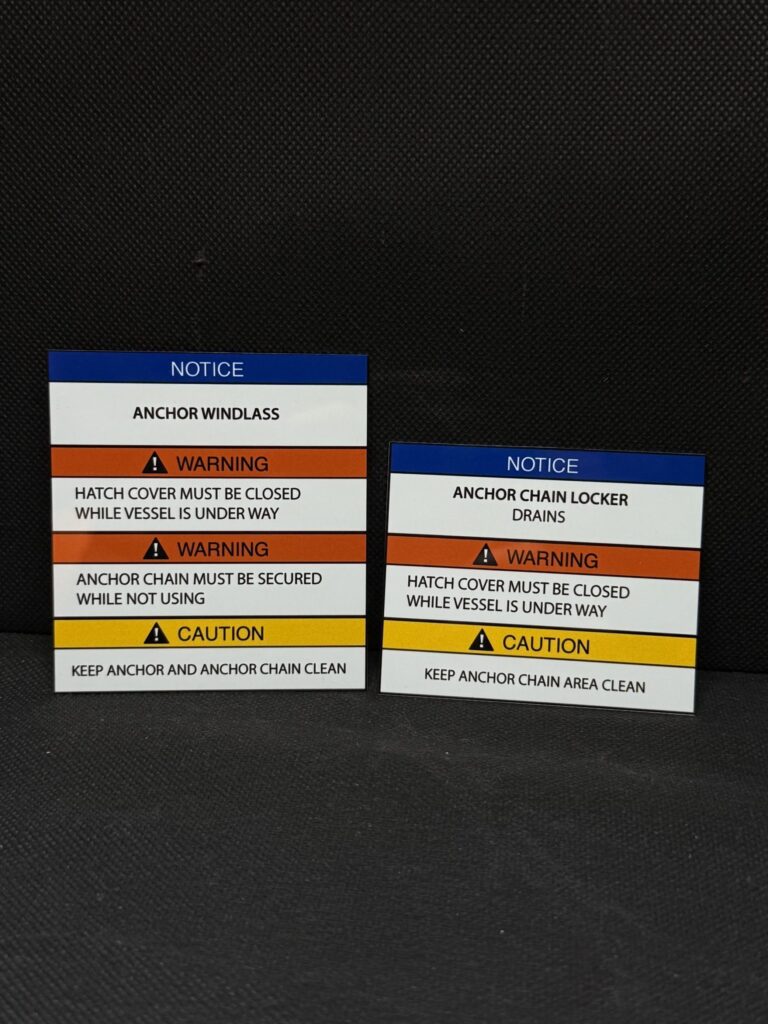 NOTICE
ANCHOR WINDLASS
WARNING
HATCH COVER MUST BE CLOSED
WHILE VESSEL IS UNDER WAY
WARNING
ANCHOR CHAIN MUST BE SECURED
WHILE NOT USING
CAUTION
KEEP ANCHOR AND ANCHOR CHAIN CLEAN
NOTICE
ANCHOR CHAIN LOCKER
DRAINS
WARNING
HATCH COVER MUST BE CLOSED
WHILE VESSEL IS UNDER WAY
CAUTION
KEEP ANCHOR CHAIN AREA CLEAN